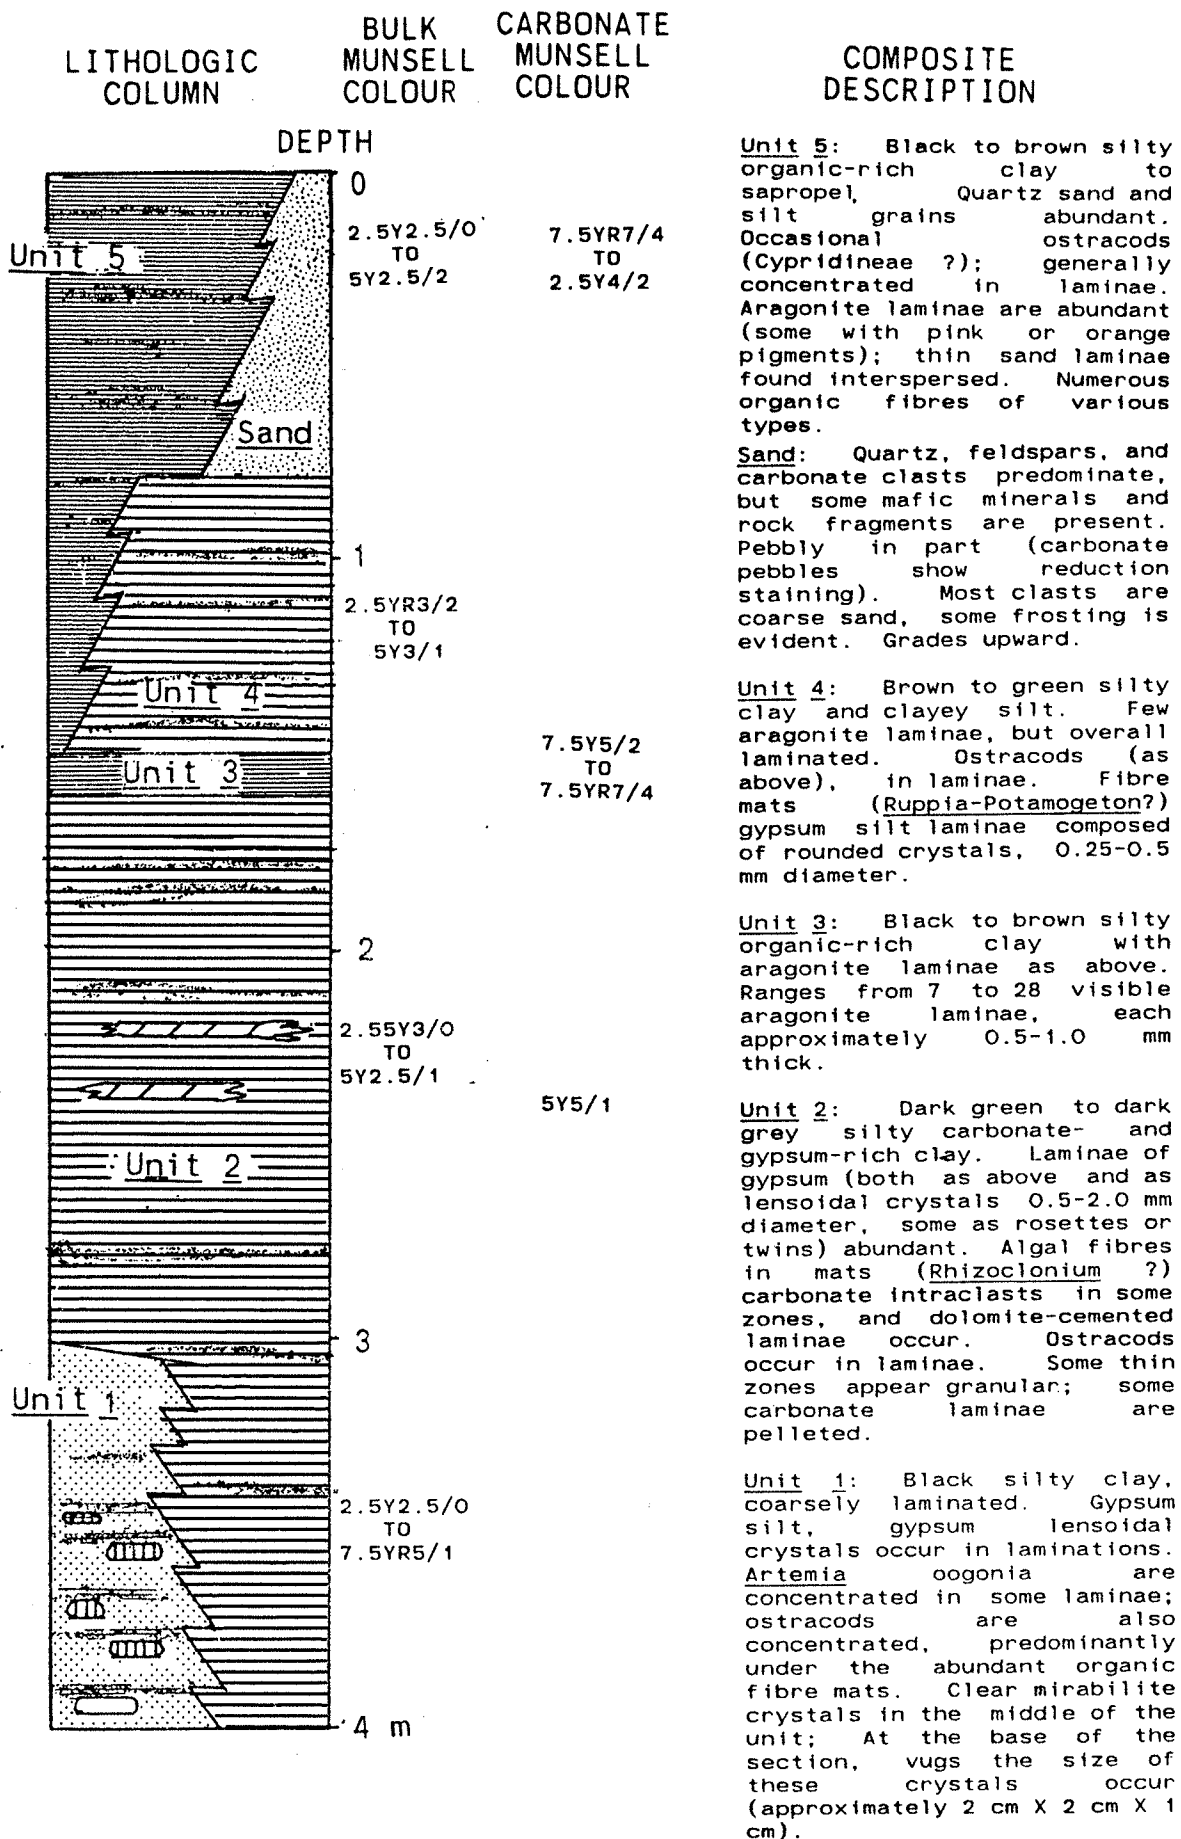 LITHOLOGIC
COLUMN
BULK
MUNSELL
COLOUR
CARBONATE
MUNSELL
COLOUR
COMPOSITE
DESCRIPTION
DEPTH
0
Unit 5
2.5Y2.5/0
TO
5Y2.5/2
7.5YR7/4
TO
2.5Y4/2
Sand
1
2.5YR3/2
TO
5Y3/1
Unit 4
Unit 3
7.5Y5/2
TO
7.5YR7/4
2
2.55Y3/0
TO
5Y2.5/1
5Y5/1
Unit 2
3
Unit 1
2.5Y2.5/0
TO
7.5YR5/1
4 m
Unit 5: Black to brown silty
organic-rich clay to
sapropel, Quartz sand and
silt grains abundant.
Occasional ostracods
(Cypridineae ?); generally
concentrated in laminae.
Aragonite laminae are abundant
(some with pink or orange
pigments); thin sand laminae
found interspersed. Numerous
organic fibres of various
types.
Sand: Quartz, feldspars, and
carbonate clasts predominate,
but some mafic minerals and
rock fragments are present.
Pebbly in part (carbonate
pebbles show reduction
staining). Most clasts are
coarse sand, some frosting is
evident. Grades upward.
Unit 4: Brown to green silty
clay and clayey silt. Few
aragonite laminae, but overall
laminated. Ostracods (as
above), in laminae. Fibre
mats (Ruppia-Potamogeton?)
gypsum silt laminae composed
of rounded crystals, 0.25-0.5
mm diameter.
Unit 3: Black to brown silty
organic-rich clay with
aragonite laminae as above.
Ranges from 7 to 28 visible
aragonite laminae, each
approximately 0.5-1.0 mm
thick.
Unit 2: Dark green to dark
grey silty carbonate- and
gypsum-rich clay. Laminae of
gypsum (both as above and as
lensoidal crystals 0.5-2.0 mm
diameter, some as rosettes or
twins) abundant. Algal fibres
in mats (Rhizoclonium ?)
carbonate intraclasts in some
zones, and dolomite-cemented
laminae occur. Ostracods
occur in laminae. Some thin
zones appear granular; some
carbonate laminae are
pelleted.
Unit 1: Black silty clay,
coarsely laminated. Gypsum
silt, gypsum lensoidal
crystals occur in laminations.
Artemia oogonia are
concentrated in some laminae;
ostracods are also
concentrated, predominantly
under the abundant organic
fibre mats. Clear mirabilite
crystals in the middle of the
unit; At the base of the
section, vugs the size of
these crystals occur
(approximately 2 cm X 2 cm X 1
cm).